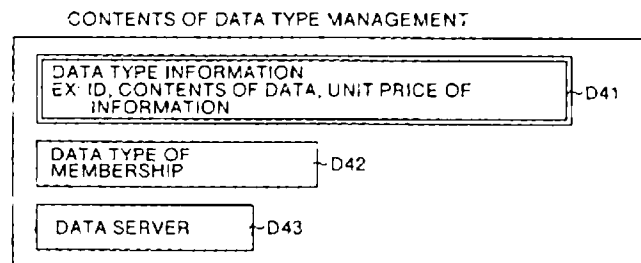 CONTENTS OF DATA TYPE MANAGEMENT
DATA TYPE INFORMATION
EX: ID, CONTENTS OF DATA, UNIT PRICE OF
INFORMATION
D41
DATA TYPE OF
MEMBERSHIP
D42
DATA SERVER
D43